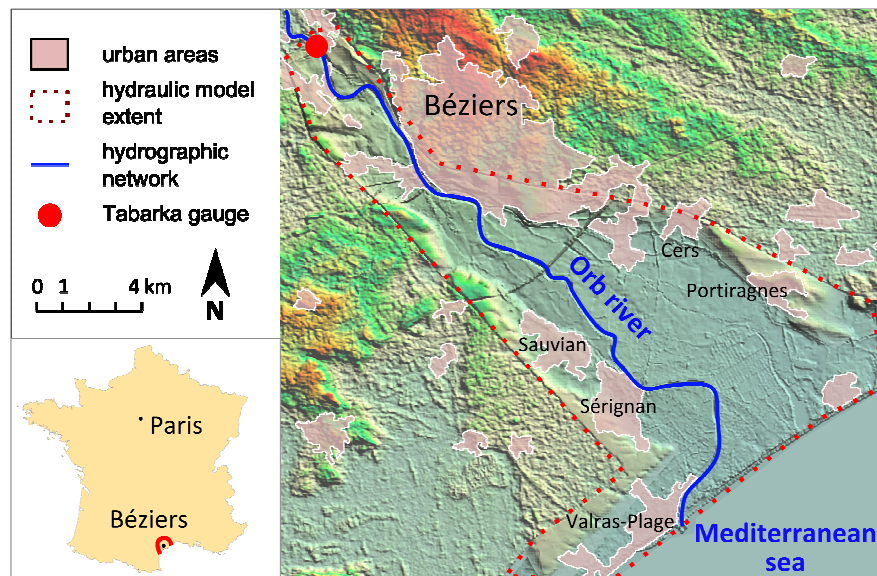 urban areas
hydraulic model
extent
hydrographic
network
Tabarka gauge
0 1 4 km
N
Paris
Béziers
Béziers
Cers
Orb river
Portiragnes
Sauvian
Sérignan
Valras-Plage
Mediterranean
sea